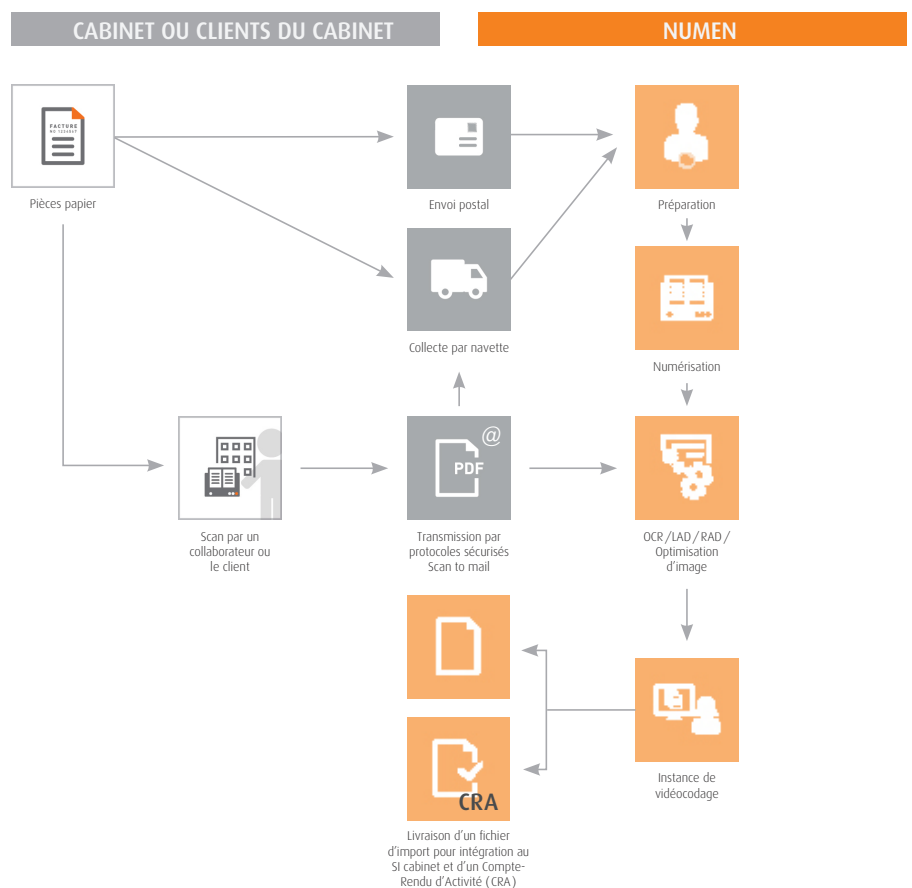 CABINET OU CLIENTS DU CABINET
NUMEN
FACTURE
NO 1234567
Pièces papier
Envoi postal
Préparation
Collecte par navette
Numérisation
@
PDF
Scan par un
collaborateur ou
le client
Transmission par
protocoles sécurisés
Scan to mail
OCR/LAD/RAD/
Optimisation
d'image
CRA
Instance de
vidéocodage
Livraison d'un fichier
d'import pour intégration au
SI cabinet et d'un Compte-
Rendu d'Activité (CRA)